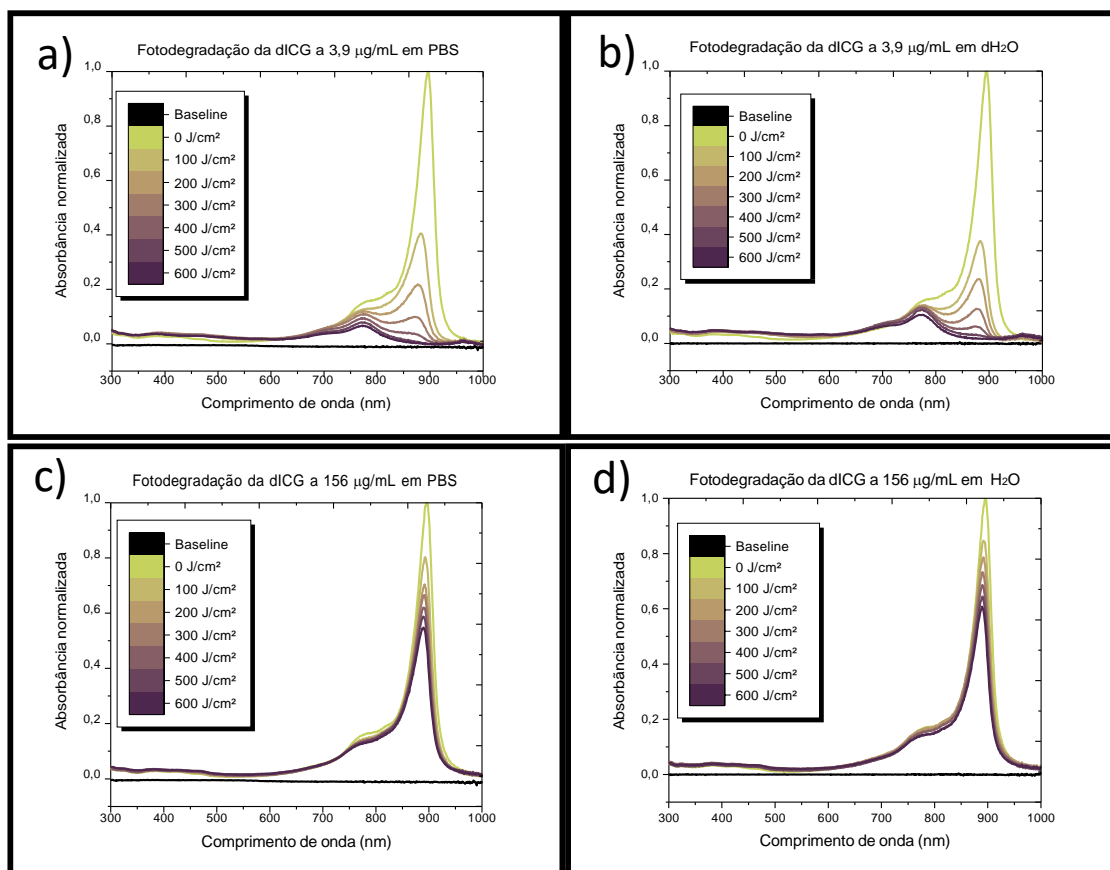 a)
Fotodegradação da dICG a 3,9 µg/mL em PBS
1,0
0,8
0,6
0,4
0,2
0,0
Absorbância normalizada
Baseline
0 J/cm²
100 J/cm²
200 J/cm²
300 J/cm²
400 J/cm²
500 J/cm²
600 J/cm²
300 400 500 600 700 800 900 1000
Comprimento de onda (nm)
b)
Fotodegradação da dICG a 3,9 µg/mL em dH2O
1,0
0,8
0,6
0,4
0,2
0,0
Absorbância normalizada
Baseline
0 J/cm²
100 J/cm²
200 J/cm²
300 J/cm²
400 J/cm²
500 J/cm²
600 J/cm²
300 400 500 600 700 800 900 1000
Comprimento de onda (nm)
c)
Fotodegradação da dICG a 156 µg/mL em PBS
1,0
0,8
0,6
0,4
0,2
0,0
Absorbância normalizada
Baseline
0 J/cm²
100 J/cm²
200 J/cm²
300 J/cm²
400 J/cm²
500 J/cm²
600 J/cm²
300 400 500 600 700 800 900 1000
Comprimento de onda (nm)
d)
Fotodegradação da dICG a 156 µg/mL em H2O
1,0
0,8
0,6
0,4
0,2
0,0
Absorbãncia normalizada
Baseline
0 J/cm²
100 J/cm²
200 J/cm²
300 J/cm²
400 J/cm²
500 J/cm²
600 J/cm²
300 400 500 600 700 800 900 1000
Comprimento de onda (nm)